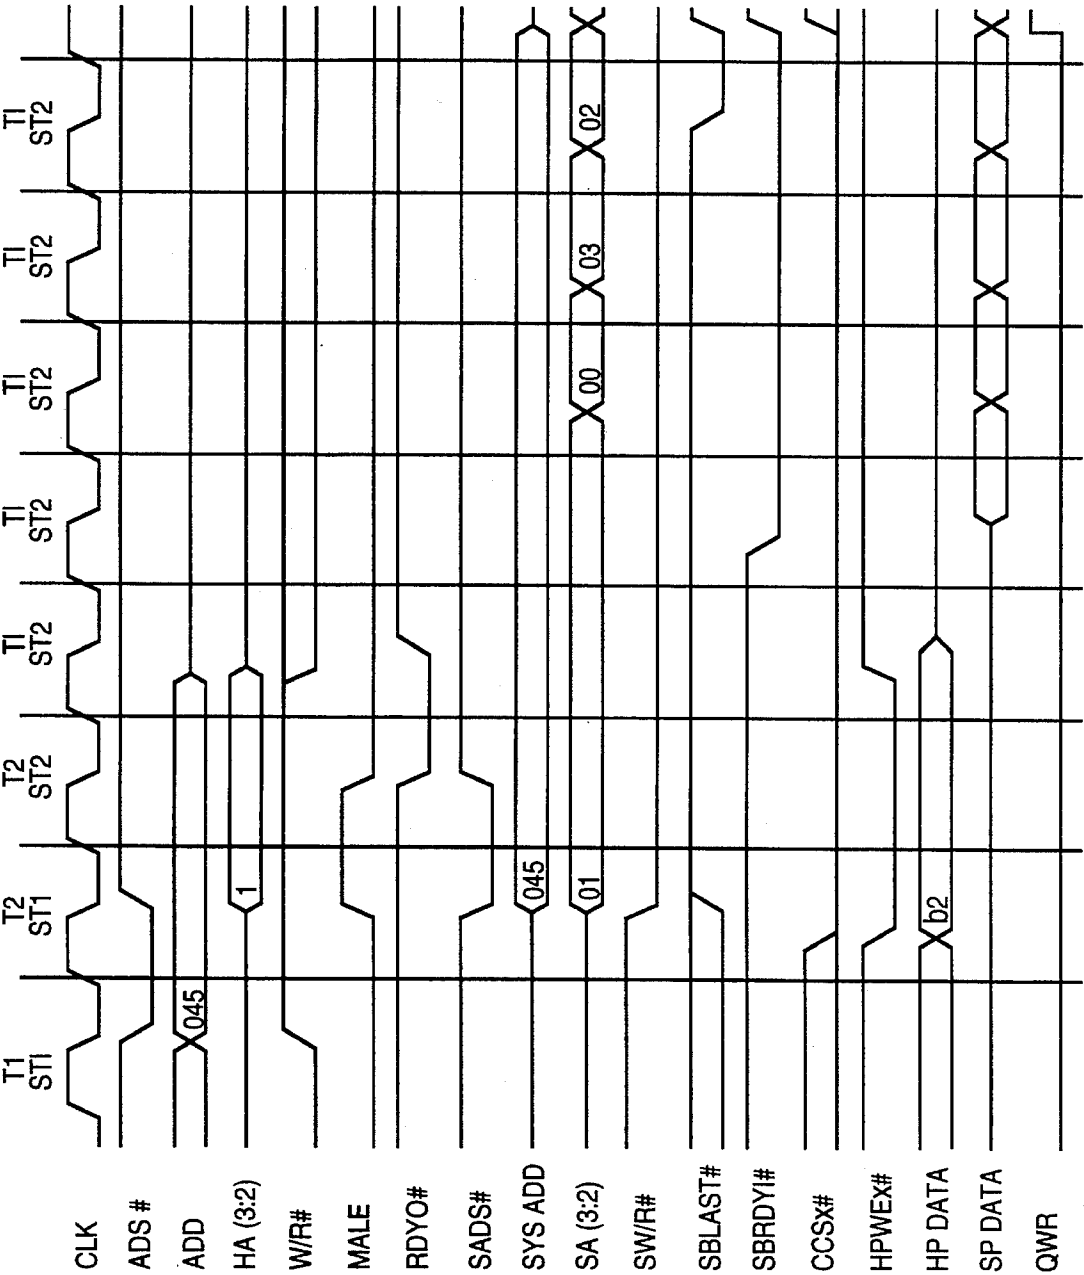 T1 T2 T2 TI TI TI TI TI
STI ST1 ST2 ST2 ST2 ST2 ST2 ST2
CLK
ADS #
ADD 045
HA (3:2) 1
W/R#
MALE
RDYO#
SADS#
SYS ADD 045
SA (3:2) 01 00 03 02
SW/R#
SBLAST#
SBRDYI#
CCSx#
HPWEx#
HP DATA b2
SP DATA
QWR